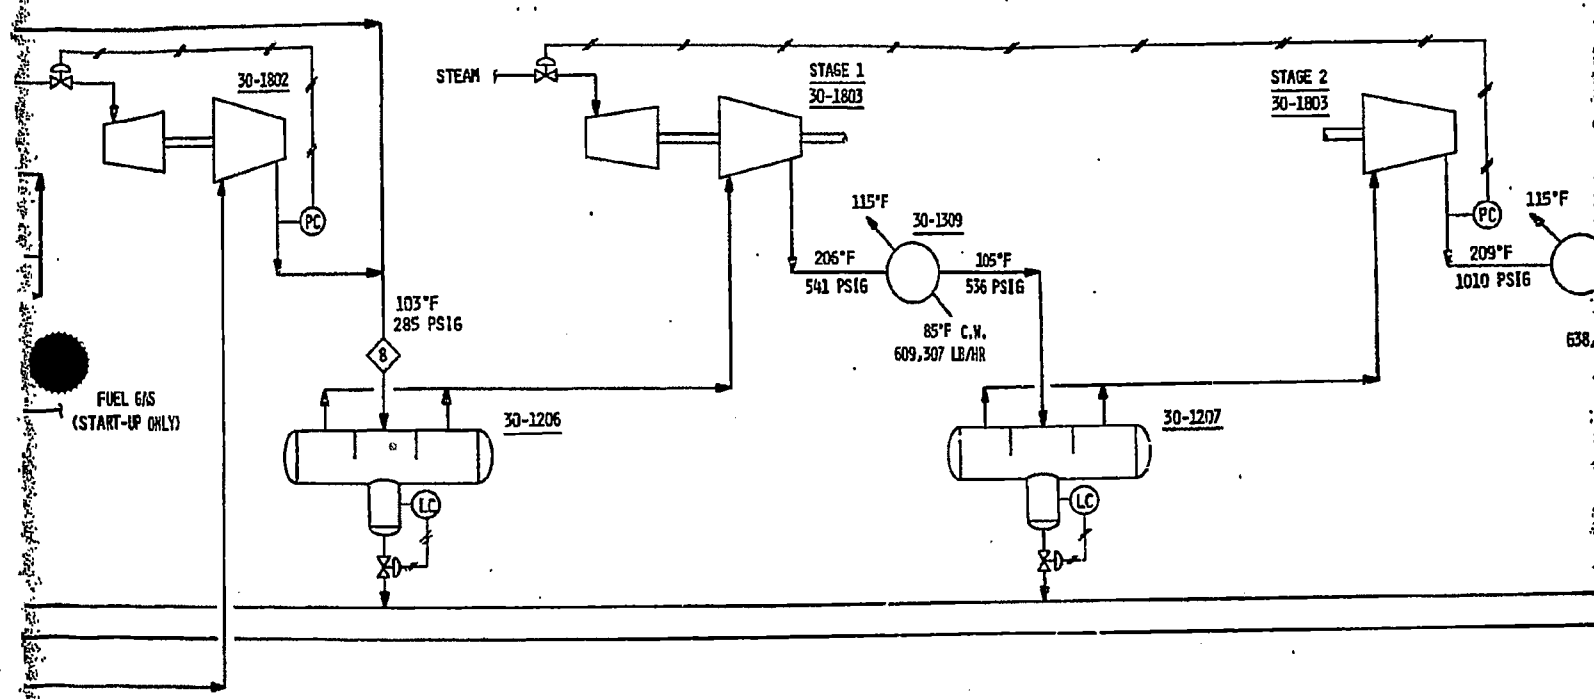 30-1802
STEAM
STAGE 1
30-1803
STAGE 2
30-1803
PC
PC
115°F
30-1309
115°F
206°F
541 PSIG
105°F
536 PSIG
209°F
1010 PSIG
103°F
285 PSIG
85°F C.W.
609,307 LB/HR
638,
8
FUEL GAS
(START-UP ONLY)
30-1206
30-1207
LC
LC